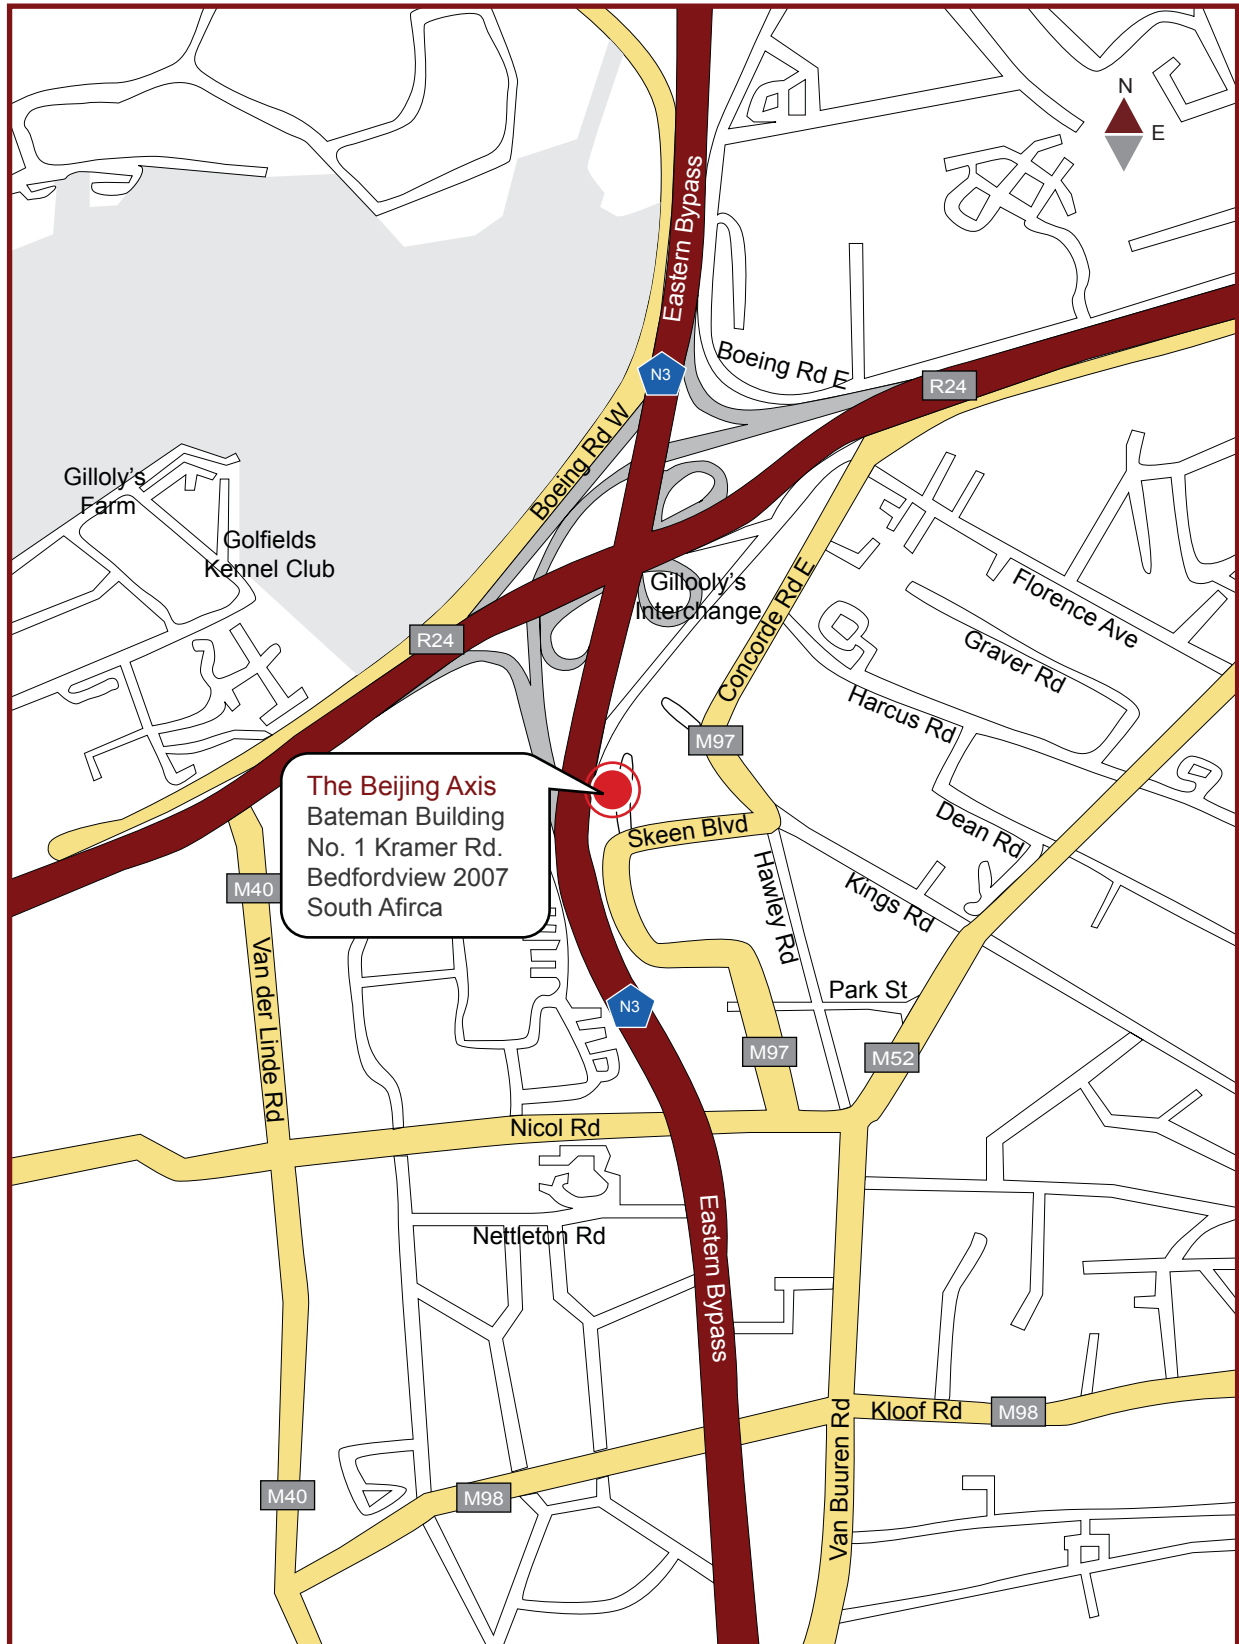 N
E
Eastern Bypass
N3
Boeing Rd E
R24
Boeing Rd W
Gilloly's
Farm
Golfields
Kennel Club
Gillooly's
Interchange
Florence Ave
Concorde Rd E
Graver Rd
R24
Harcus Rd
M97
The Beijing Axis
Bateman Building
No. 1 Kramer Rd.
Bedfordview 2007
South Afirca
Skeen Blvd
Dean Rd
M40
Hawley Rd
Kings Rd
Van der Linde Rd
Park St
N3
M97
M52
Nicol Rd
Nettleton Rd
Eastern Bypass
Kloof Rd
M98
Van Buuren Rd
M40
M98